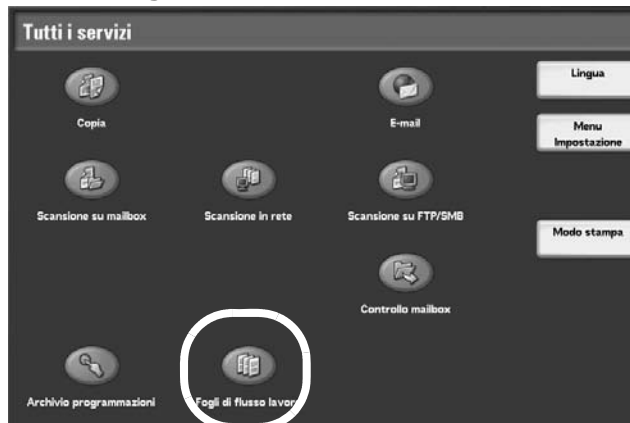 Tutti i servizi
Lingua
Copia
E-mail
Menu
Impostazione
Scansione su mailbox
Scansione in rete
Scansione su FTP/SMB
Modo stampa
Controllo mailbox
Archivio programmazioni
Fogli di flusso lavoro